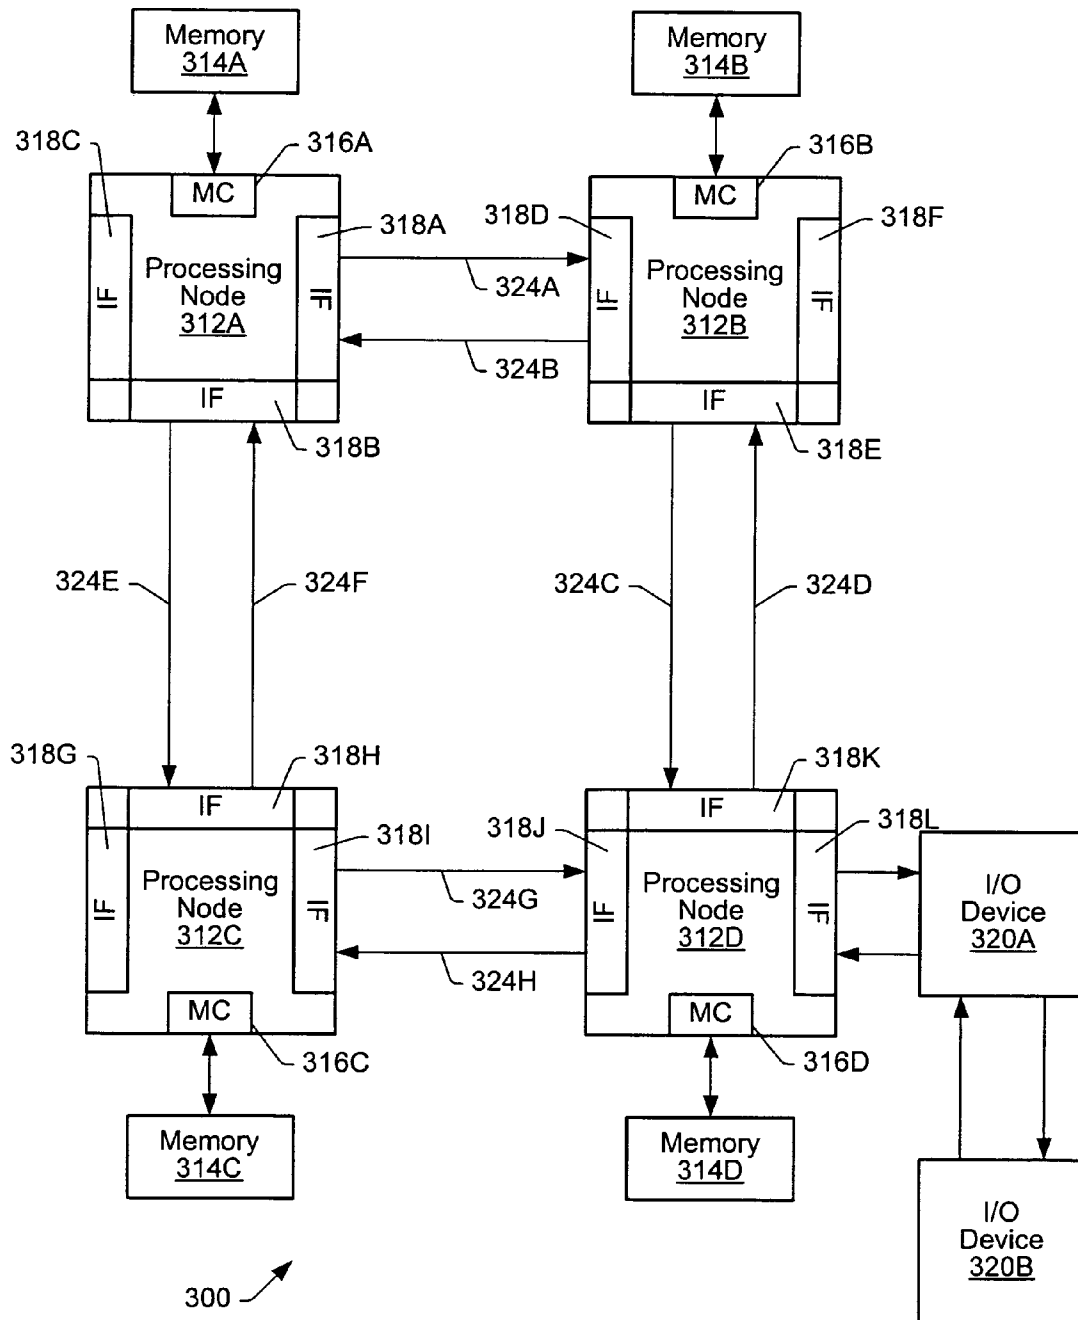 Memory
314A
Memory
314B
318C
316A
316B
MC
MC
318A
318D
318F
Processing
Node
312A
IF
IF
324A
Processing
Node
312B
IF
IF
324B
IF
IF
318B
318E
324E
324F
324C
324D
318G
318H
318K
IF
IF
318I
318J
318L
Processing
Node
312C
IF
IF
324G
Processing
Node
312D
IF
IF
I/O
Device
320A
324H
MC
MC
316C
316D
Memory
314C
Memory
314D
I/O
Device
320B
300